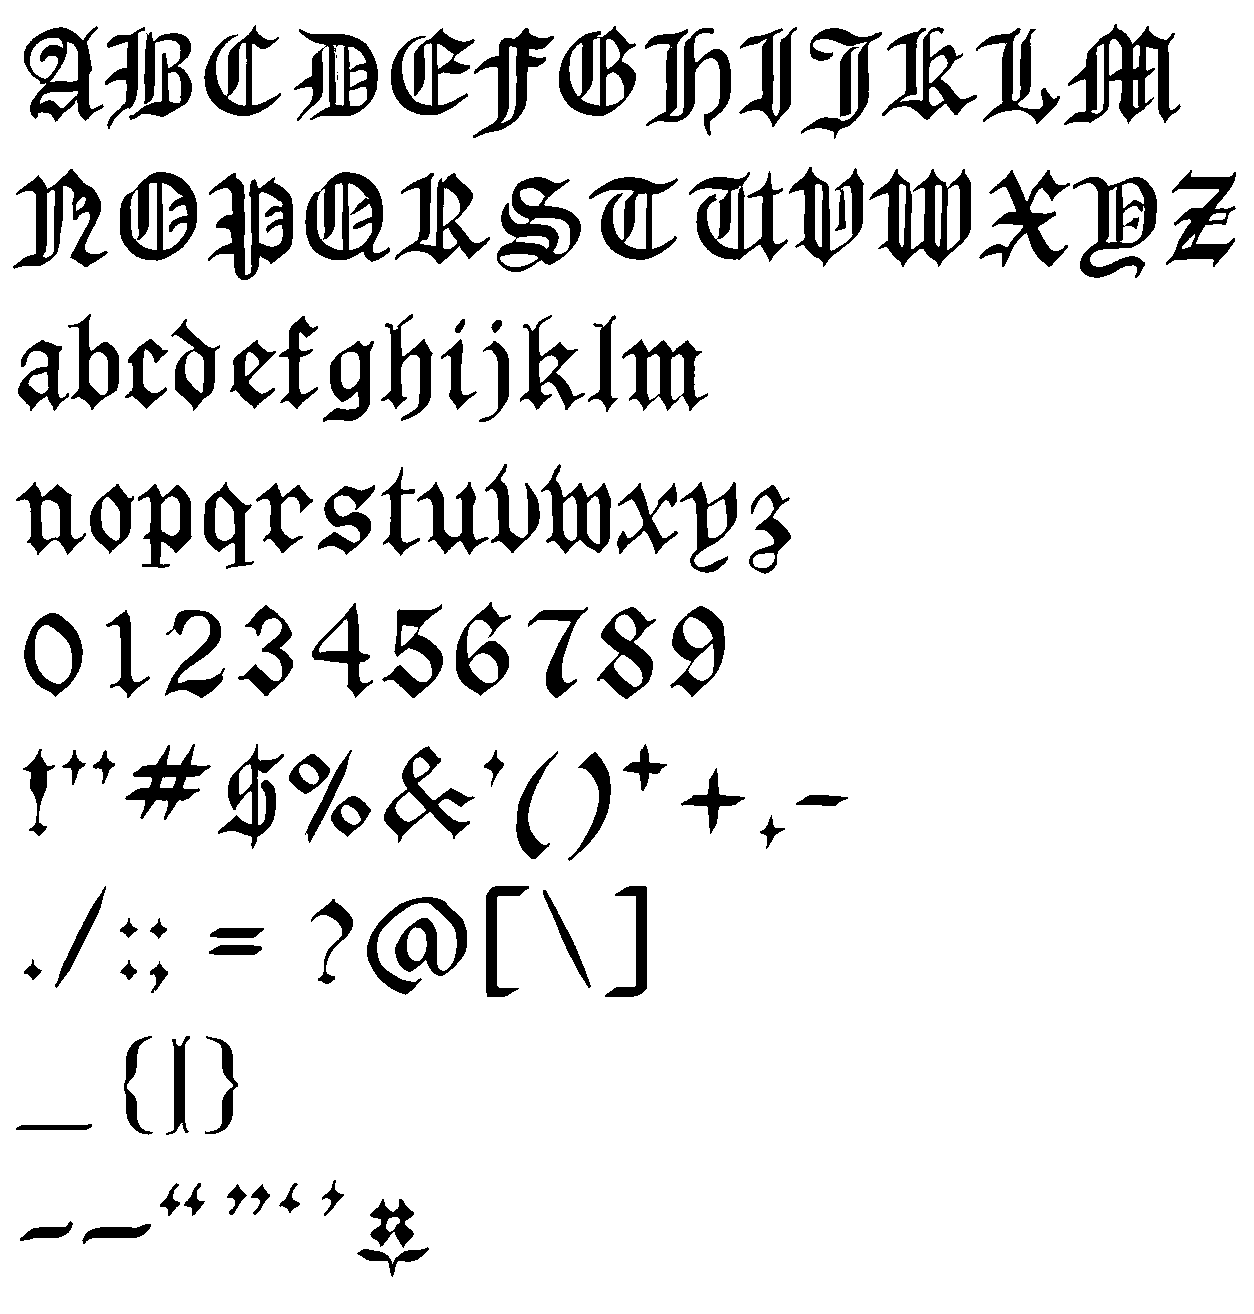 ABCDEFGHIJKLM
NOPQRSTUVWXYZ
abcdefghijklm
nopqrstuvwxyz
0123456789
!"#$%&'()*+,-
./:; = ?@[\]
_ {|}
–—“ ”‘ ’